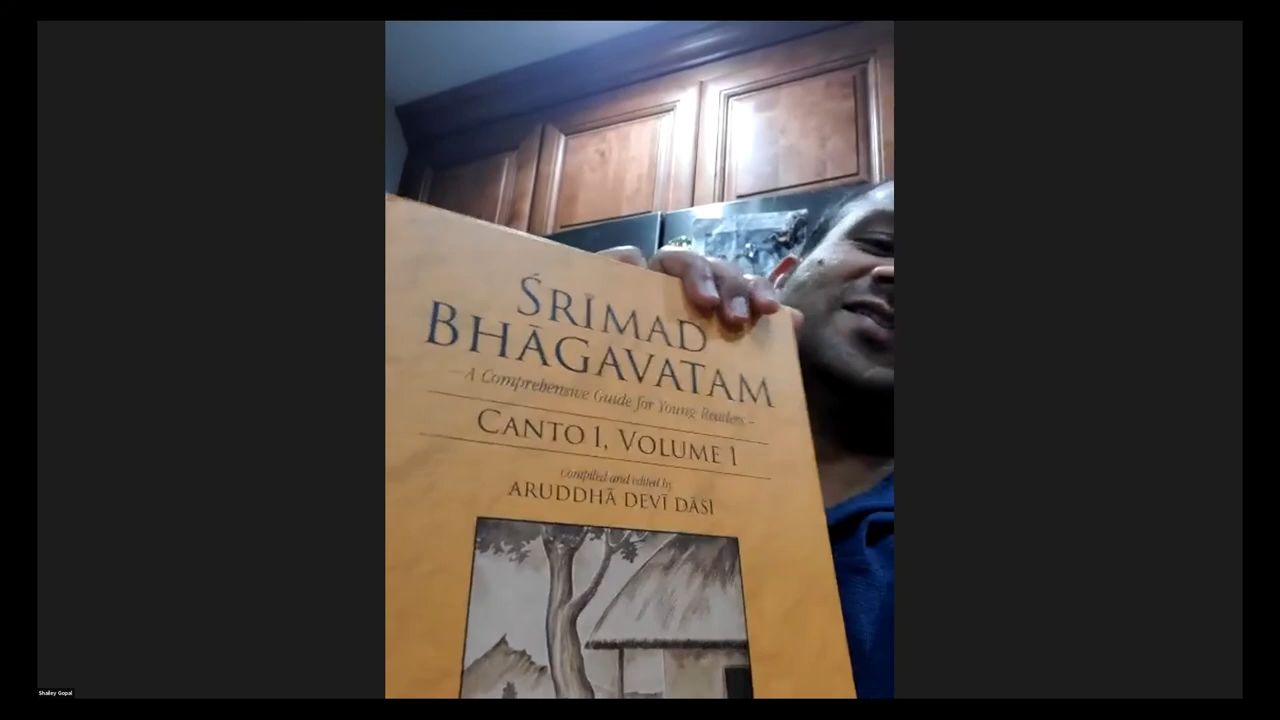 ŚRĪMAD
BHĀGAVATAM
– A Comprehensive Guide for Young Readers –
CANTO 1, VOLUME 1
Compiled and edited by
ARUDDHĀ DEVĪ DĀSĪ
Shailey Gopal